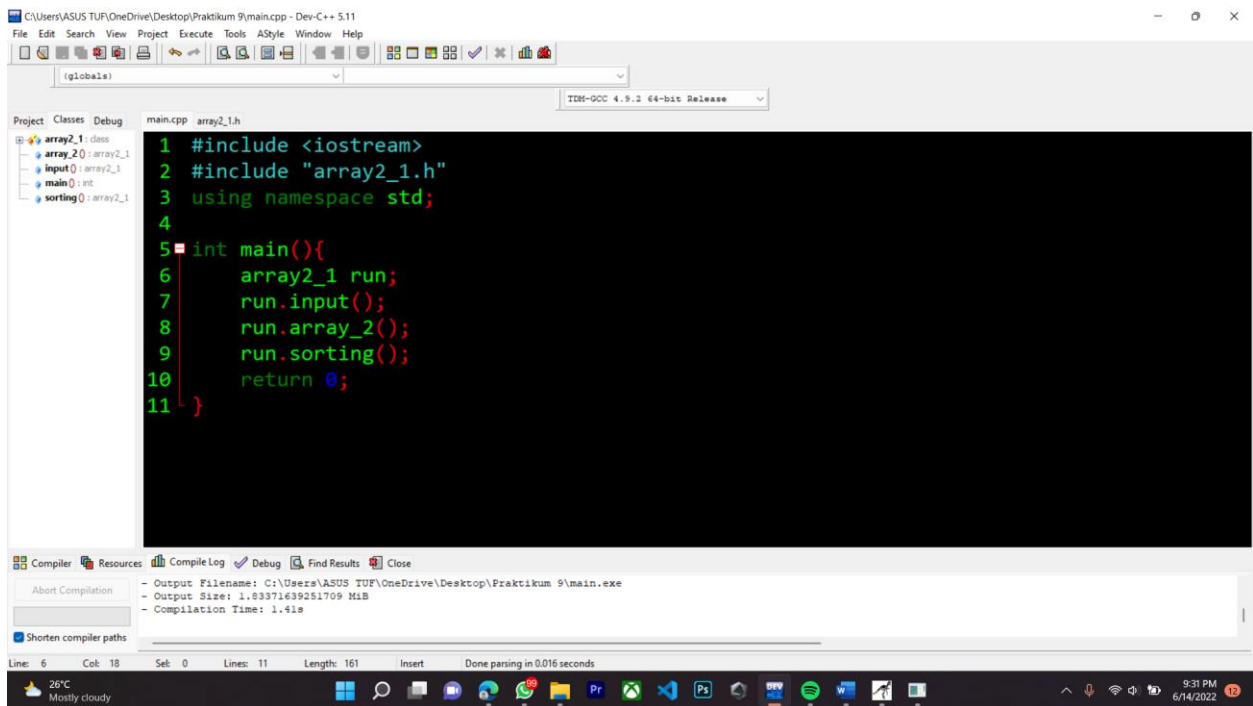 C:\Users\ASUS TUF\OneDrive\Desktop\Praktikum 9\main.cpp - Dev-C++ 5.11
File Edit Search View Project Execute Tools AStyle Window Help
(globals)
TDM-GCC 4.9.2 64-bit Release
Project Classes Debug main.cpp array2_1.h
array2_1 : class
array_2 () : array2_1
input () : array2_1
main () : int
sorting () : array2_1
1 #include <iostream>
2 #include "array2_1.h"
3 using namespace std;
4
5 int main(){
6 array2_1 run;
7 run.input();
8 run.array_2();
9 run.sorting();
10 return 0;
11 }
Compiler Resources Compile Log Debug Find Results Close
Abort Compilation
Shorten compiler paths
- Output Filename: C:\Users\ASUS TUF\OneDrive\Desktop\Praktikum 9\main.exe
- Output Size: 1.83371639251709 MiB
- Compilation Time: 1.41s
Line: 6 Col: 18 Sel: 0 Lines: 11 Length: 161 Insert Done parsing in 0.016 seconds
26°C
Mostly cloudy
99
Pr
Ps
DEV
9:31 PM
6/14/2022
12